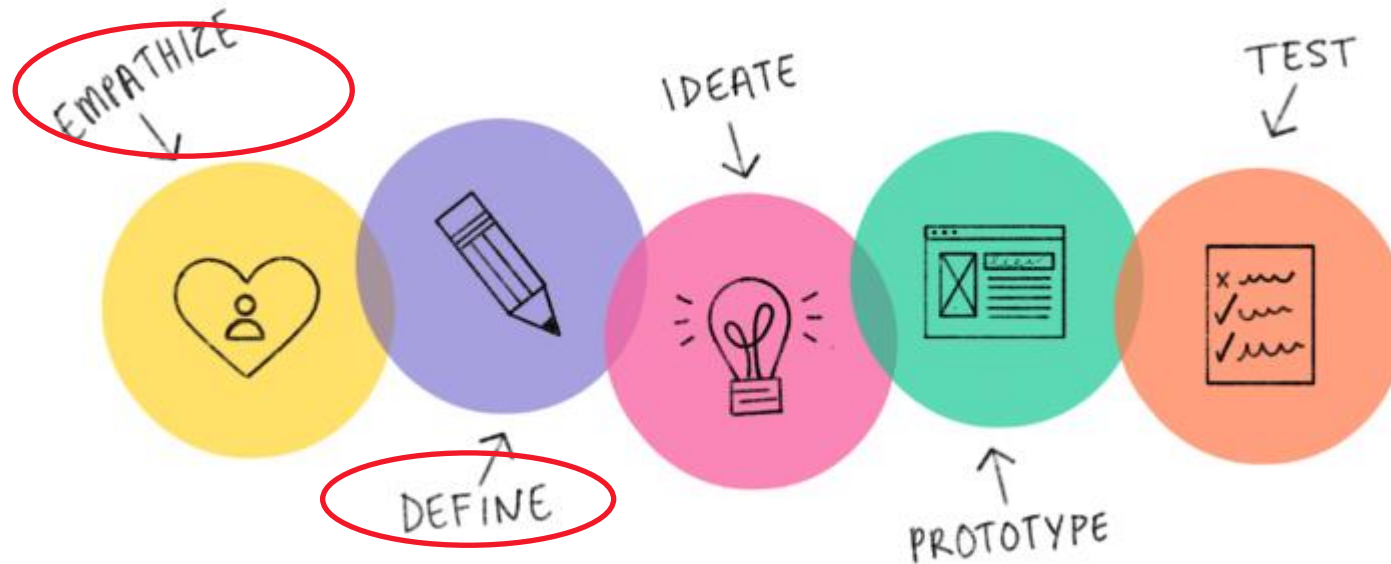 EMPATHIZE
DEFINE
IDEATE
PROTOTYPE
TEST